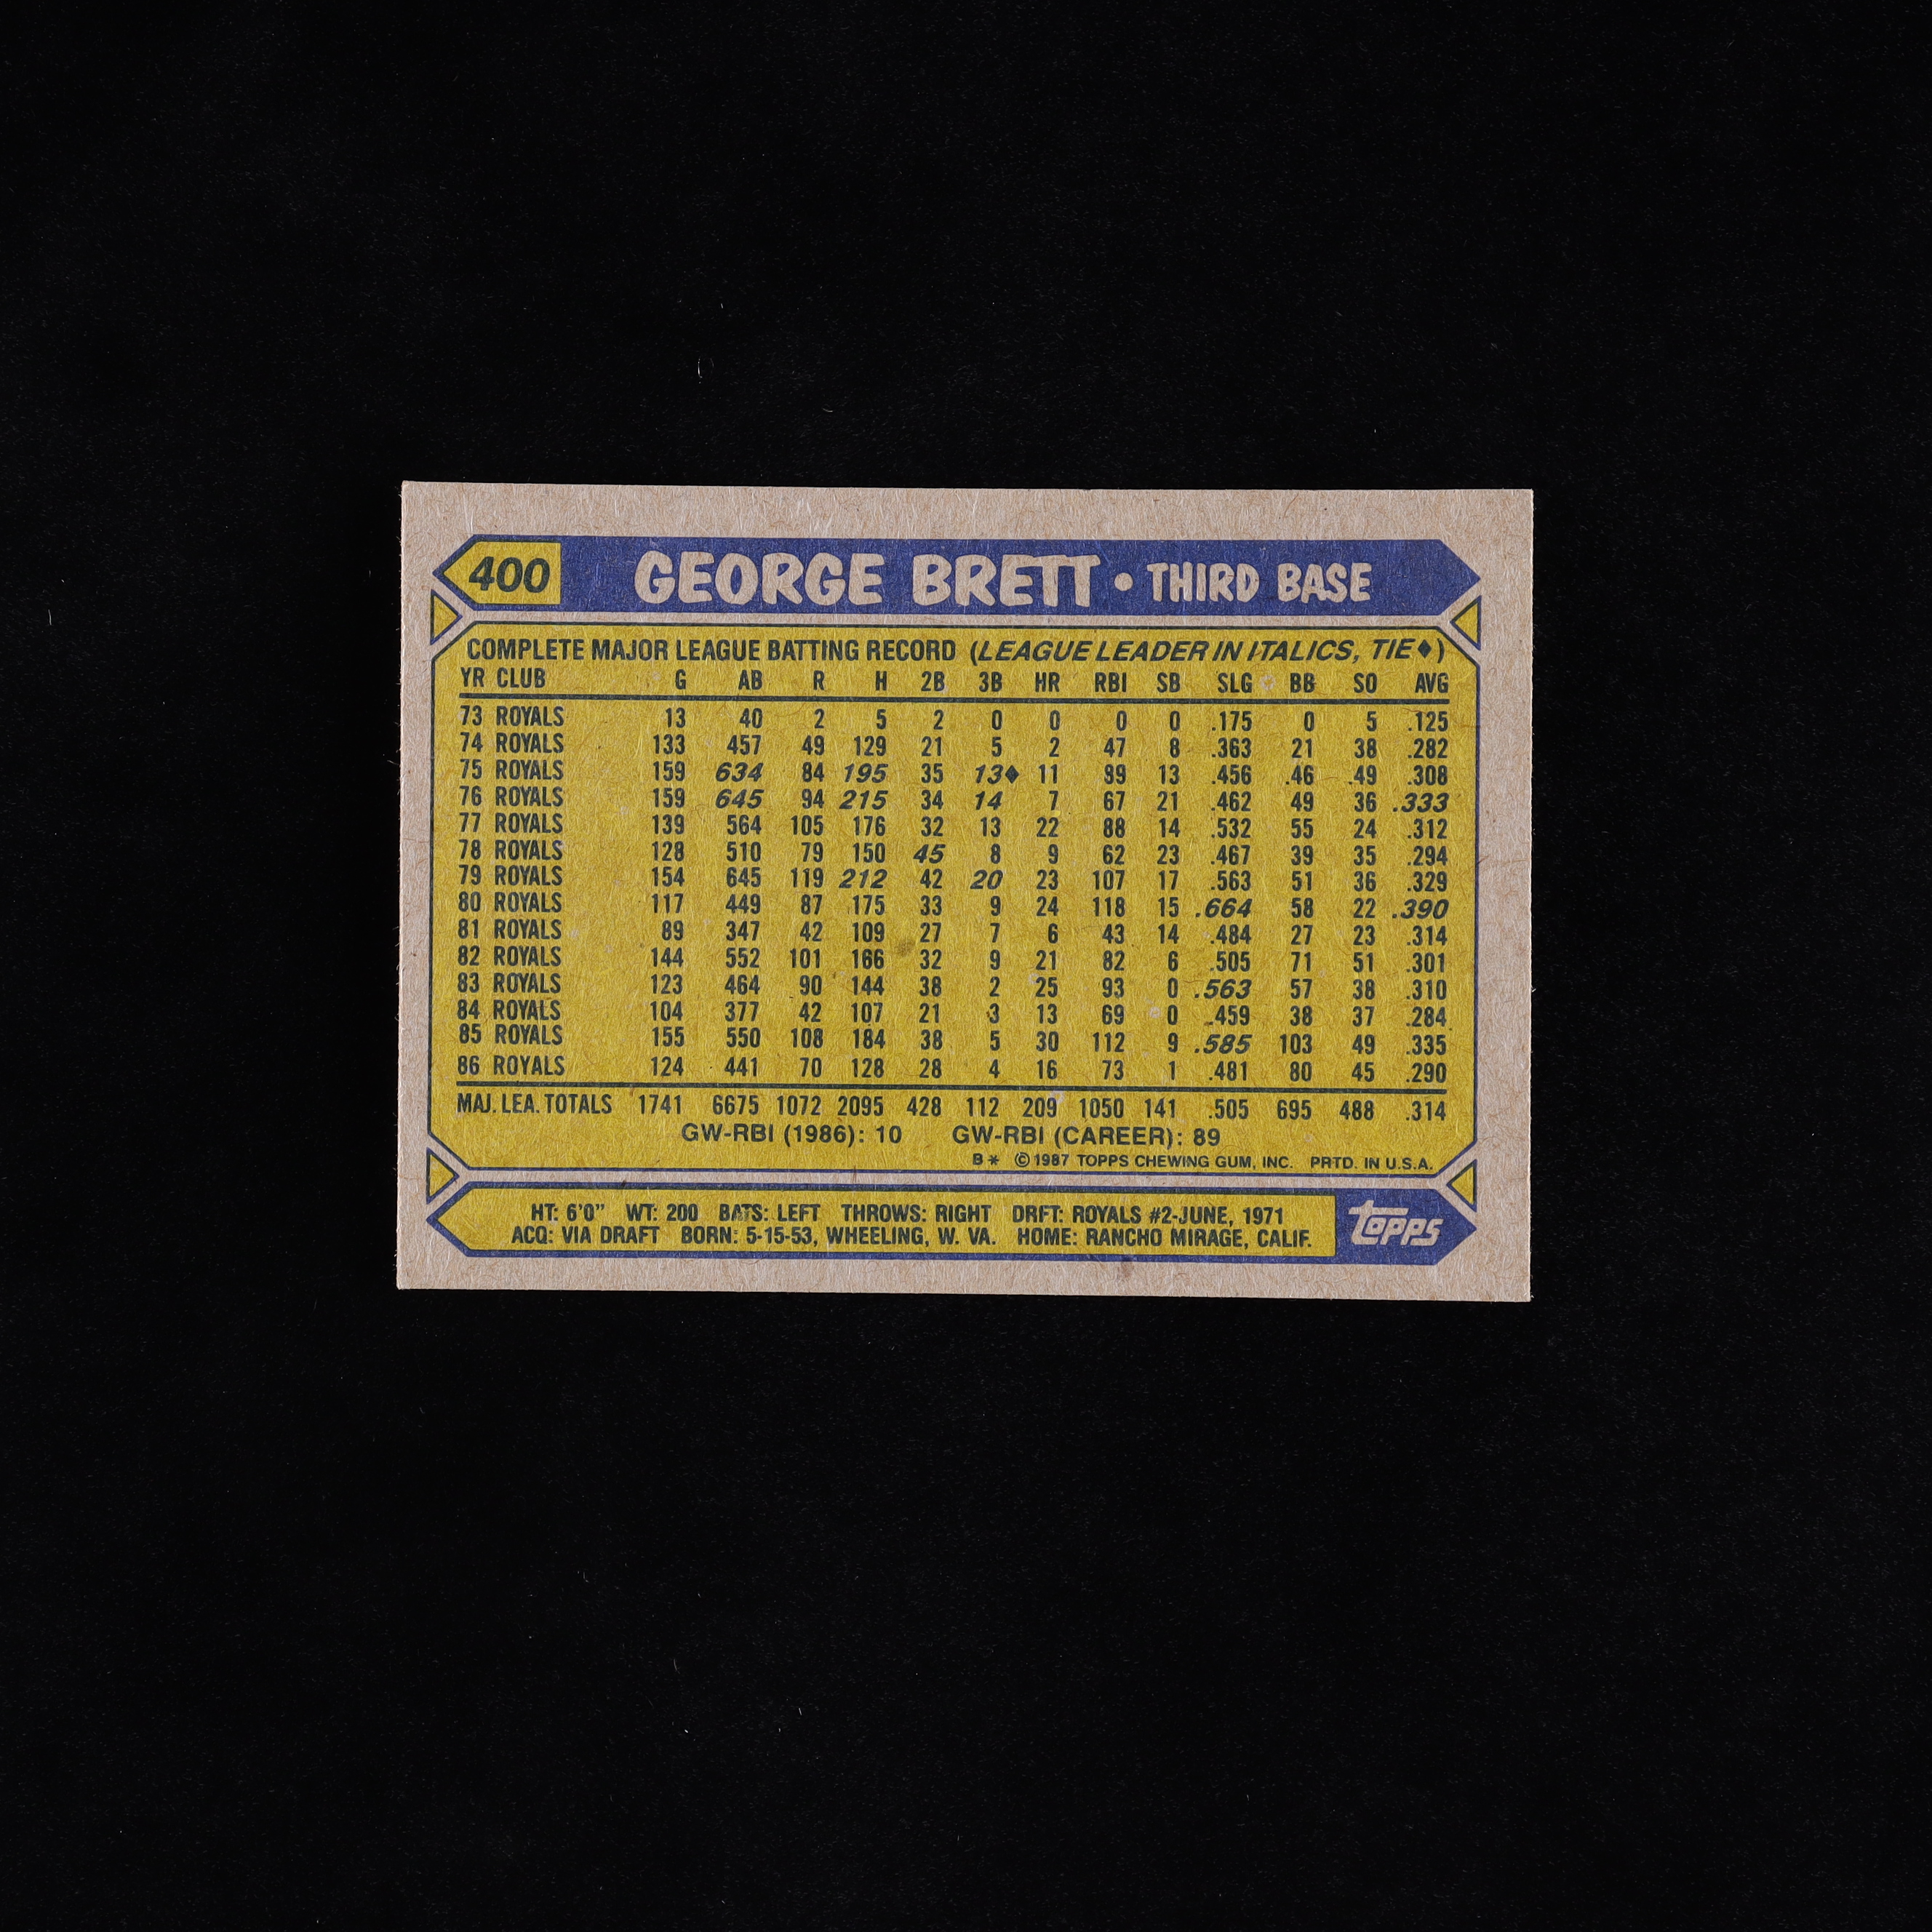 400 GEORGE BRETT • THIRD BASE
COMPLETE MAJOR LEAGUE BATTING RECORD (LEAGUE LEADER IN ITALICS, TIE♦)
YR CLUB G AB R H 2B 3B HR RBI SB SLG BB SO AVG
73 ROYALS 13 40 2 5 2 0 0 0 0 .175 0 5 .125
74 ROYALS 133 457 49 129 21 5 2 47 8 .363 21 38 .282
75 ROYALS 159 634 84 195 35 13♦ 11 89 13 .456 46 49 .308
76 ROYALS 159 645 94 215 34 14 7 67 21 .462 49 36 .333
77 ROYALS 139 564 105 176 32 13 22 88 14 .532 55 24 .312
78 ROYALS 128 510 79 150 45 8 9 62 23 .467 39 35 .294
79 ROYALS 154 645 119 212 42 20 23 107 17 .563 51 36 .329
80 ROYALS 117 449 87 175 33 9 24 118 15 .664 58 22 .390
81 ROYALS 89 347 42 109 27 7 6 43 14 .484 27 23 .314
82 ROYALS 144 552 101 166 32 9 21 82 6 .505 71 51 .301
83 ROYALS 123 464 90 144 38 2 25 93 0 .563 57 38 .310
84 ROYALS 104 377 42 107 21 3 13 69 0 .459 38 37 .284
85 ROYALS 155 550 108 184 38 5 30 112 9 .585 103 49 .335
86 ROYALS 124 441 70 128 28 4 16 73 1 .481 80 45 .290
MAJ. LEA. TOTALS 1741 6675 1072 2095 428 112 209 1050 141 .505 695 488 .314
GW-RBI (1986): 10 GW-RBI (CAREER): 89
B* © 1987 TOPPS CHEWING GUM, INC. PRTD. IN U.S.A.
HT: 6'0" WT: 200 BATS: LEFT THROWS: RIGHT DRFT: ROYALS #2-JUNE, 1971
ACQ: VIA DRAFT BORN: 5-15-53, WHEELING, W. VA. HOME: RANCHO MIRAGE, CALIF.
topps